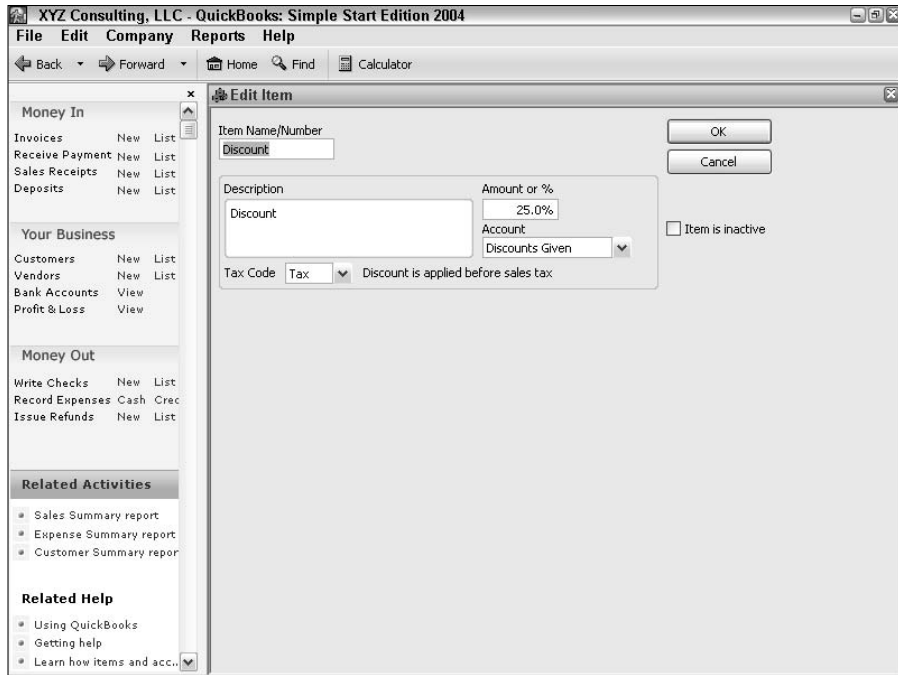 XYZ Consulting, LLC - QuickBooks: Simple Start Edition 2004
File Edit Company Reports Help
Back Forward Home Find Calculator
Money In
Invoices New List
Receive Payment New List
Sales Receipts New List
Deposits New List
Your Business
Customers New List
Vendors New List
Bank Accounts View
Profit & Loss View
Money Out
Write Checks New List
Record Expenses Cash Cred
Issue Refunds New List
Related Activities
Sales Summary report
Expense Summary report
Customer Summary repor
Related Help
Using QuickBooks
Getting help
Learn how items and acc..
Edit Item
Item Name/Number
Discount
OK
Cancel
Description
Discount
Amount or %
25.0%
Account
Discounts Given
Item is inactive
Tax Code Tax Discount is applied before sales tax